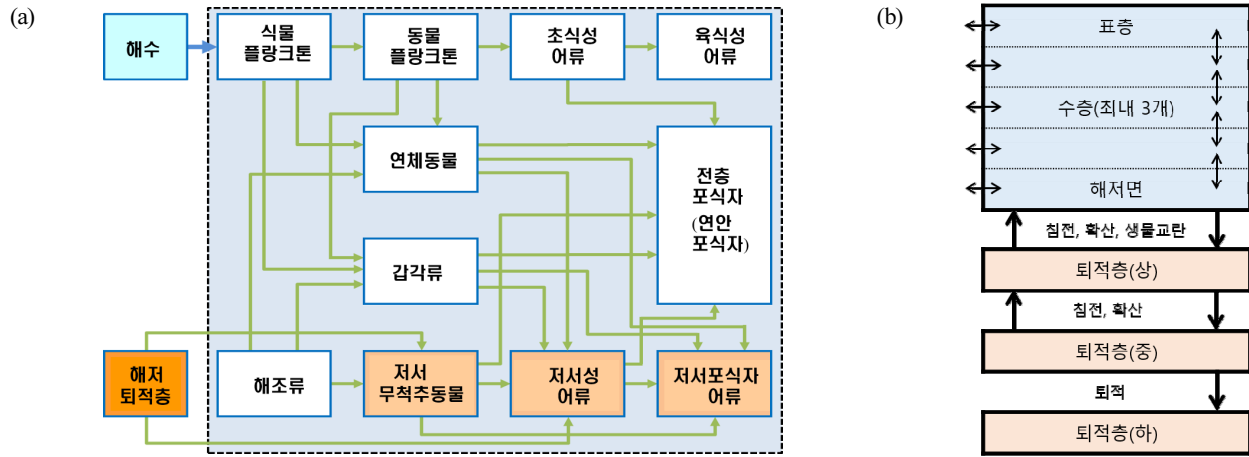 (a)
해수
식물
플랑크톤
동물
플랑크톤
초식성
어류
육식성
어류
연체동물
전층
포식자
(연안
포식자)
갑각류
해저
퇴적층
해조류
저서
무척추동물
저서성
어류
저서포식자
어류
(b)
표층
수층(최내 3개)
해저면
침전, 확산, 생물교란
퇴적층(상)
침전, 확산
퇴적층(중)
퇴적
퇴적층(하)